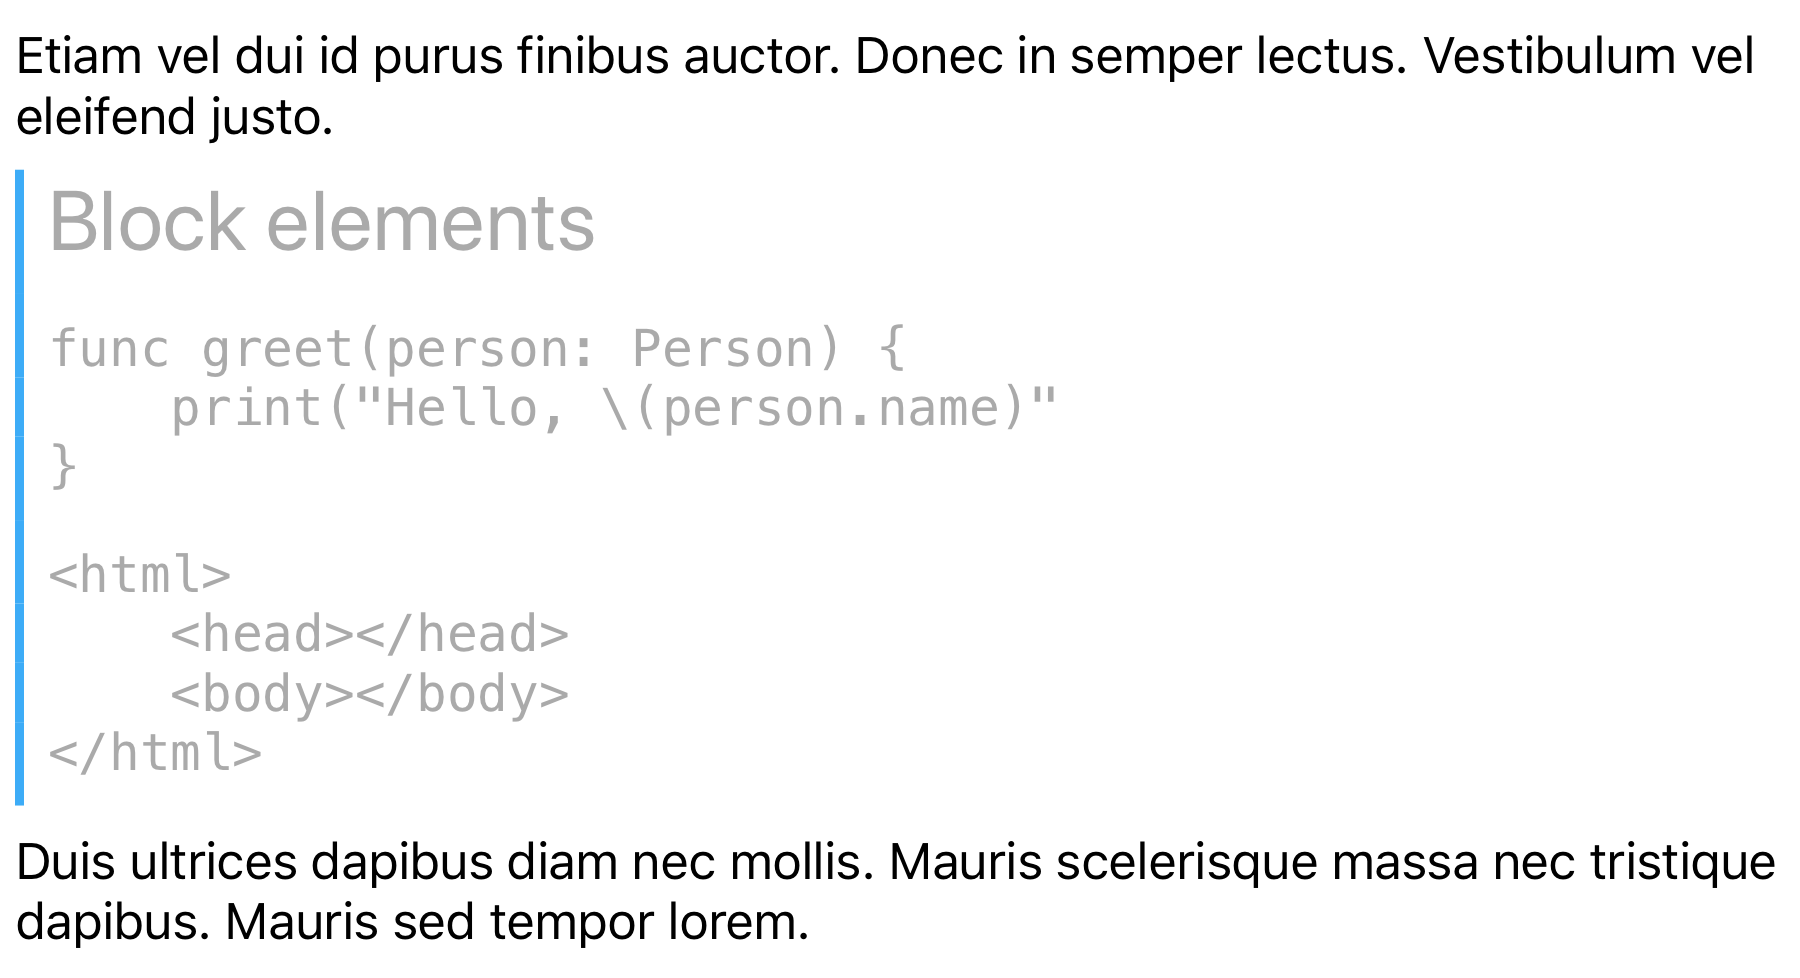 Etiam vel dui id purus finibus auctor. Donec in semper lectus. Vestibulum vel
eleifend justo.
Block elements
func greet(person: Person) {
    print("Hello, \(person.name)"
}
<html>
    <head></head>
    <body></body>
</html>
Duis ultrices dapibus diam nec mollis. Mauris scelerisque massa nec tristique
dapibus. Mauris sed tempor lorem.